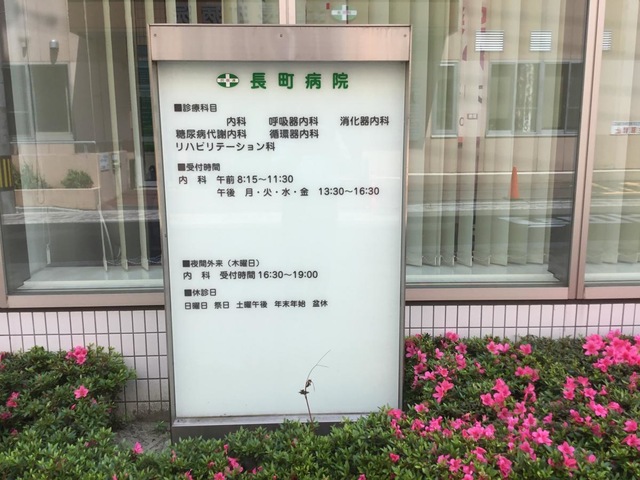 長町病院
■診療科目
内科 呼吸器内科 消化器内科
糖尿病代謝内科 循環器内科
リハビリテーション科
■受付時間
内科 午前 8:15～11:30
午後 月・火・水・金 13:30～16:30
■夜間外来(木曜日)
内科 受付時間 16:30～19:00
■休診日
日曜日 祭日 土曜午後 年末年始 盆休